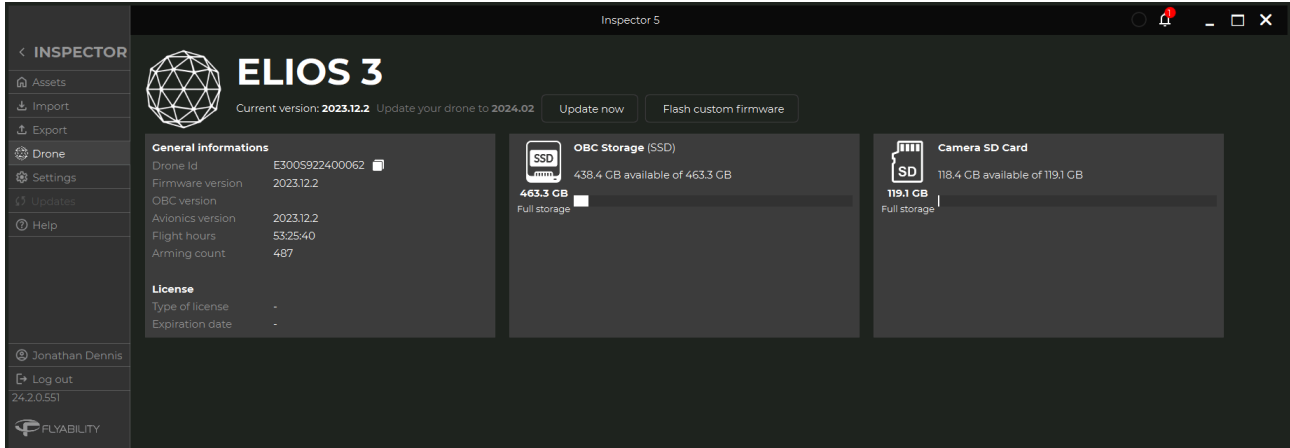 Inspector 5
1
< INSPECTOR
Assets
Import
Export
Drone
Settings
Updates
Help
Jonathan Dennis
Log out
24.2.0.551
FLYABILITY
ELIOS 3
Current version: 2023.12.2 Update your drone to 2024.02 Update now Flash custom firmware
General informations
Drone Id E300S922400062
Firmware version 2023.12.2
OBC version
Avionics version 2023.12.2
Flight hours 53:25:40
Arming count 487
License
Type of license -
Expiration date -
SSD
OBC Storage (SSD)
438.4 GB available of 463.3 GB
463.3 GB
Full storage
SD
Camera SD Card
118.4 GB available of 119.1 GB
119.1 GB
Full storage